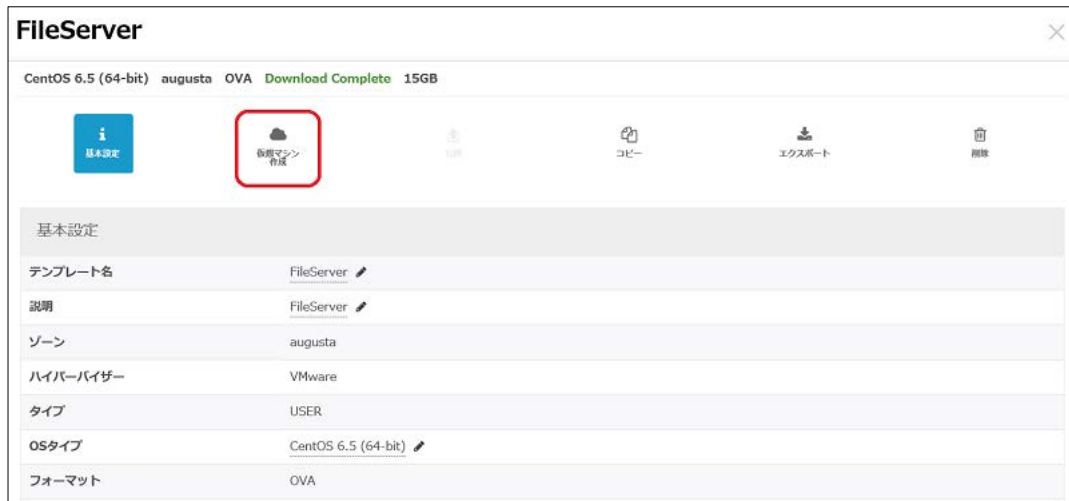 FileServer
CentOS 6.5 (64-bit) augusta OVA Download Complete 15GB
基本設定
仮想マシン
作成
コピー
エクスポート
削除
基本設定
テンプレート名 FileServer
説明 FileServer
ゾーン augusta
ハイパーバイザー VMware
タイプ USER
OSタイプ CentOS 6.5 (64-bit)
フォーマット OVA